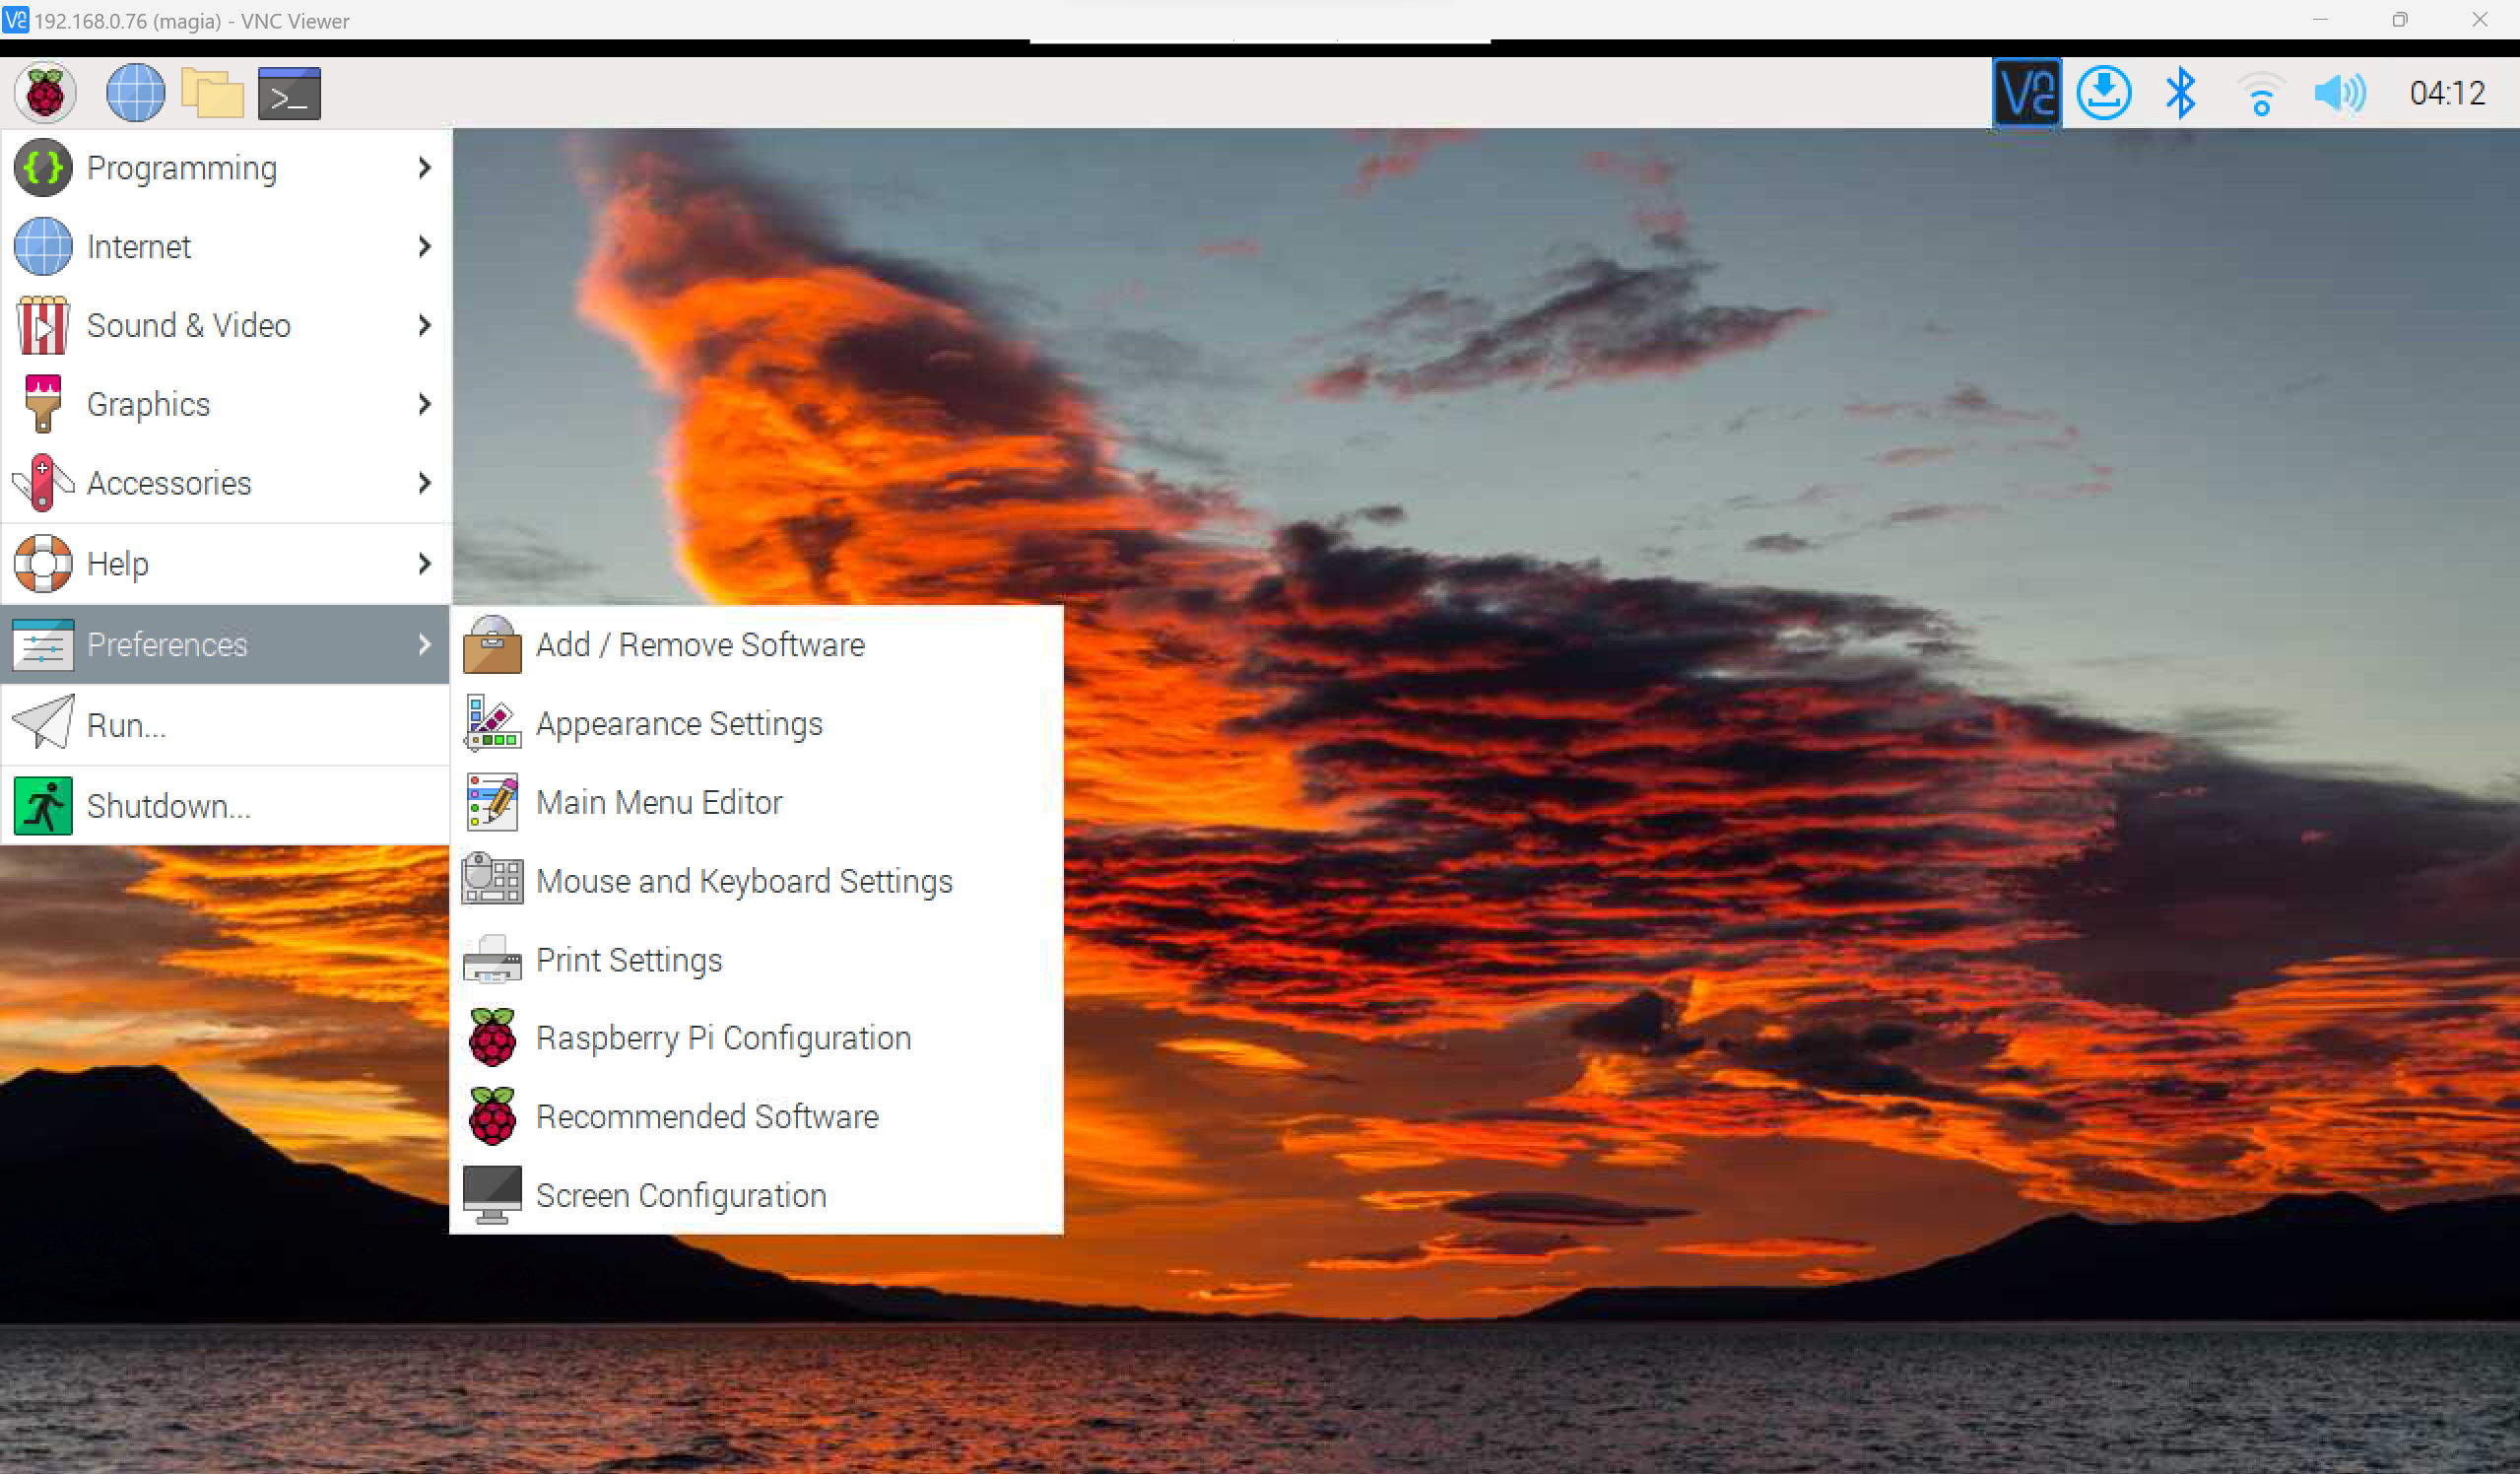 192.168.0.76 (magia) - VNC Viewer
04:12
Programming
Internet
Sound & Video
Graphics
Accessories
Help
Preferences
Run...
Shutdown...
Add / Remove Software
Appearance Settings
Main Menu Editor
Mouse and Keyboard Settings
Print Settings
Raspberry Pi Configuration
Recommended Software
Screen Configuration